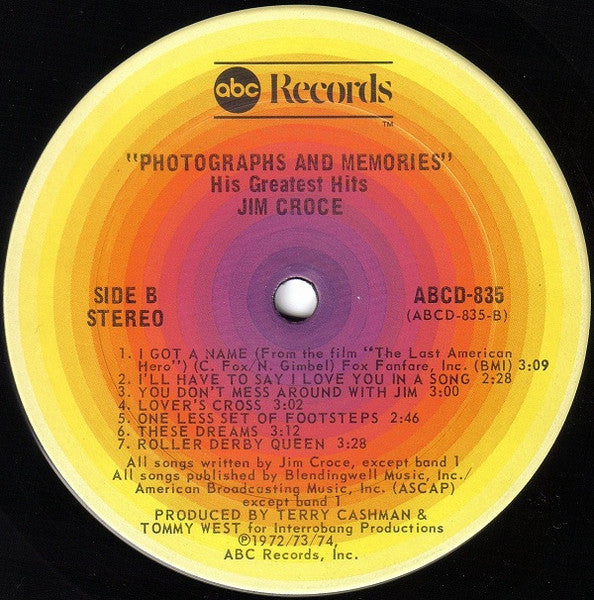 abc Records
TM
"PHOTOGRAPHS AND MEMORIES"
His Greatest Hits
JIM CROCE
SIDE B
STEREO
ABCD-835
(ABCD-835-B)
1. I GOT A NAME (From the film "The Last American
Hero") (C. Fox/N. Gimbel) Fox Fanfare, Inc. (BMI) 3:09
2. I'LL HAVE TO SAY I LOVE YOU IN A SONG 2:28
3. YOU DON'T MESS AROUND WITH JIM 3:00
4. LOVER'S CROSS 3:02
5. ONE LESS SET OF FOOTSTEPS 2:46
6. THESE DREAMS 3:12
7. ROLLER DERBY QUEEN 3:28
All songs written by Jim Croce, except band 1
All songs published by Blendingwell Music, Inc./
American Broadcasting Music, Inc. (ASCAP)
except band 1
PRODUCED BY TERRY CASHMAN &
TOMMY WEST for Interrobang Productions
℗1972/73/74,
ABC Records, Inc.